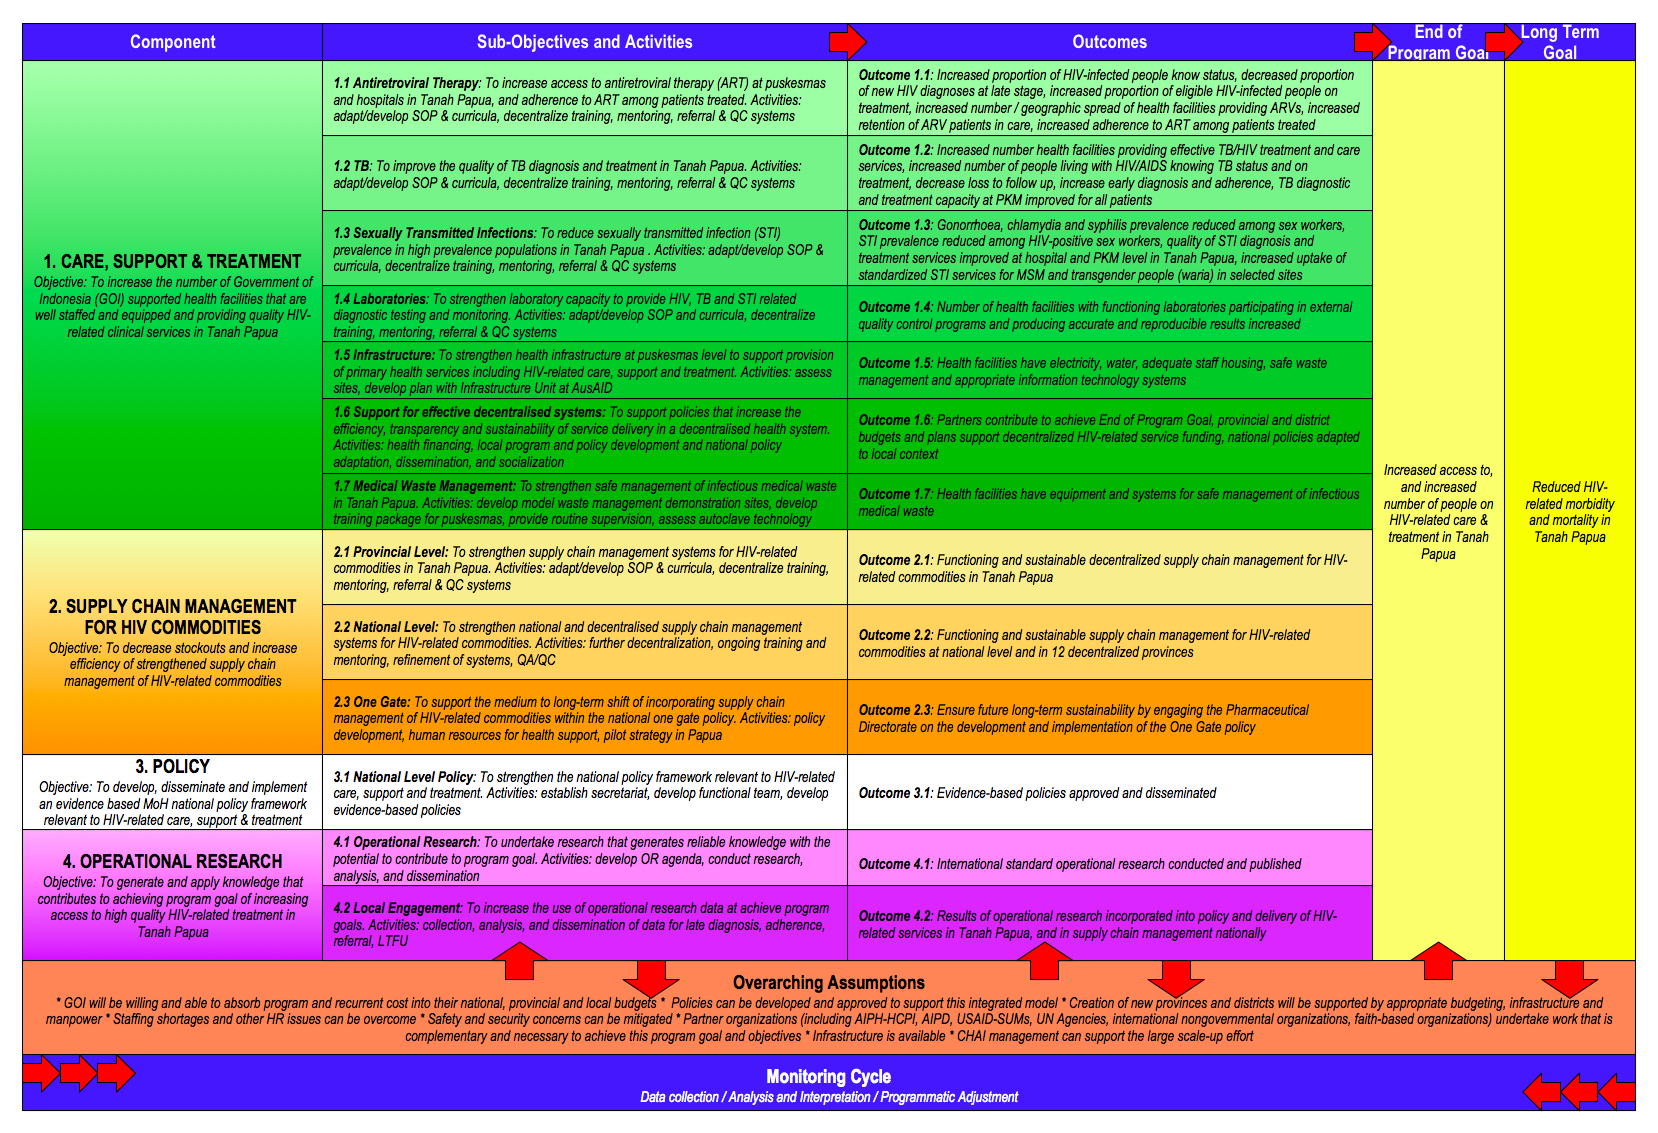 Component
Sub-Objectives and Activities
Outcomes
End of
Program Goal
Long Term
Goal
1. CARE, SUPPORT & TREATMENT
Objective: To increase the number of Government of
Indonesia (GOI) supported health facilities that are
well staffed and equipped and providing quality HIV-
related clinical services in Tanah Papua
1.1 Antiretroviral Therapy: To increase access to antiretroviral therapy (ART) at puskesmas
and hospitals in Tanah Papua, and adherence to ART among patients treated. Activities:
adapt/develop SOP & curricula, decentralize training, mentoring, referral & QC systems
Outcome 1.1: Increased proportion of HIV-infected people know status, decreased proportion
of new HIV diagnoses at late stage, increased proportion of eligible HIV-infected people on
treatment, increased number / geographic spread of health facilities providing ARVs, increased
retention of ARV patients in care, increased adherence to ART among patients treated
1.2 TB: To improve the quality of TB diagnosis and treatment in Tanah Papua. Activities:
adapt/develop SOP & curricula, decentralize training, mentoring, referral & QC systems
Outcome 1.2: Increased number health facilities providing effective TB/HIV treatment and care
services, increased number of people living with HIV/AIDS knowing TB status and on
treatment, decrease loss to follow up, increase early diagnosis and adherence, TB diagnostic
and treatment capacity at PKM improved for all patients
1.3 Sexually Transmitted Infections: To reduce sexually transmitted infection (STI)
prevalence in high prevalence populations in Tanah Papua . Activities: adapt/develop SOP &
curricula, decentralize training, mentoring, referral & QC systems
Outcome 1.3: Gonorrhoea, chlamydia and syphilis prevalence reduced among sex workers,
STI prevalence reduced among HIV-positive sex workers, quality of STI diagnosis and
treatment services improved at hospital and PKM level in Tanah Papua, increased uptake of
standardized STI services for MSM and transgender people (waria) in selected sites
1.4 Laboratories: To strengthen laboratory capacity to provide HIV, TB and STI related
diagnostic testing and monitoring. Activities: adapt/develop SOP and curricula, decentralize
training, mentoring, referral & QC systems
Outcome 1.4: Number of health facilities with functioning laboratories participating in external
quality control programs and producing accurate and reproducible results increased
1.5 Infrastructure: To strengthen health infrastructure at puskesmas level to support provision
of primary health services including HIV-related care, support and treatment. Activities: assess
sites, develop plan with Infrastructure Unit at AusAID
Outcome 1.5: Health facilities have electricity, water, adequate staff housing, safe waste
management and appropriate information technology systems
1.6 Support for effective decentralised systems: To support policies that increase the
efficiency, transparency and sustainability of service delivery in a decentralised health system.
Activities: health financing, local program and policy development and national policy
adaptation, dissemination, and socialization
Outcome 1.6: Partners contribute to achieve End of Program Goal, provincial and district
budgets and plans support decentralized HIV-related service funding, national policies adapted
to local context
1.7 Medical Waste Management: To strengthen safe management of infectious medical waste
in Tanah Papua. Activities: develop model waste management demonstration sites, develop
training package for puskesmas, provide routine supervision, assess autoclave technology
Outcome 1.7: Health facilities have equipment and systems for safe management of infectious
medical waste
Increased access to,
and increased
number of people on
HIV-related care &
treatment in Tanah
Papua
Reduced HIV-
related morbidity
and mortality in
Tanah Papua
2. SUPPLY CHAIN MANAGEMENT
FOR HIV COMMODITIES
Objective: To decrease stockouts and increase
efficiency of strengthened supply chain
management of HIV-related commodities
2.1 Provincial Level: To strengthen supply chain management systems for HIV-related
commodities in Tanah Papua. Activities: adapt/develop SOP & curricula, decentralize training,
mentoring, referral & QC systems
Outcome 2.1: Functioning and sustainable decentralized supply chain management for HIV-
related commodities in Tanah Papua
2.2 National Level: To strengthen national and decentralised supply chain management
systems for HIV-related commodities. Activities: further decentralization, ongoing training and
mentoring, refinement of systems, QA/QC
Outcome 2.2: Functioning and sustainable supply chain management for HIV-related
commodities at national level and in 12 decentralized provinces
2.3 One Gate: To support the medium to long-term shift of incorporating supply chain
management of HIV-related commodities within the national one gate policy. Activities: policy
development, human resources for health support, pilot strategy in Papua
Outcome 2.3: Ensure future long-term sustainability by engaging the Pharmaceutical
Directorate on the development and implementation of the One Gate policy
3. POLICY
Objective: To develop, disseminate and implement
an evidence based MoH national policy framework
relevant to HIV-related care, support & treatment
3.1 National Level Policy: To strengthen the national policy framework relevant to HIV-related
care, support and treatment. Activities: establish secretariat, develop functional team, develop
evidence-based policies
Outcome 3.1: Evidence-based policies approved and disseminated
4. OPERATIONAL RESEARCH
Objective: To generate and apply knowledge that
contributes to achieving program goal of increasing
access to high quality HIV-related treatment in
Tanah Papua
4.1 Operational Research: To undertake research that generates reliable knowledge with the
potential to contribute to program goal. Activities: develop OR agenda, conduct research,
analysis, and dissemination
Outcome 4.1: International standard operational research conducted and published
4.2 Local Engagement: To increase the use of operational research data at achieve program
goals. Activities: collection, analysis, and dissemination of data for late diagnosis, adherence,
referral, LTFU
Outcome 4.2: Results of operational research incorporated into policy and delivery of HIV-
related services in Tanah Papua, and in supply chain management nationally
Overarching Assumptions
* GOI will be willing and able to absorb program and recurrent cost into their national, provincial and local budgets * Policies can be developed and approved to support this integrated model * Creation of new provinces and districts will be supported by appropriate budgeting, infrastructure and
manpower * Staffing shortages and other HR issues can be overcome * Safety and security concerns can be mitigated * Partner organizations (including AIPH-HCPI, AIPD, USAID-SUMs, UN Agencies, international nongovernmental organizations, faith-based organizations) undertake work that is
complementary and necessary to achieve this program goal and objectives * Infrastructure is available * CHAI management can support the large scale-up effort
Monitoring Cycle
Data collection / Analysis and Interpretation / Programmatic Adjustment